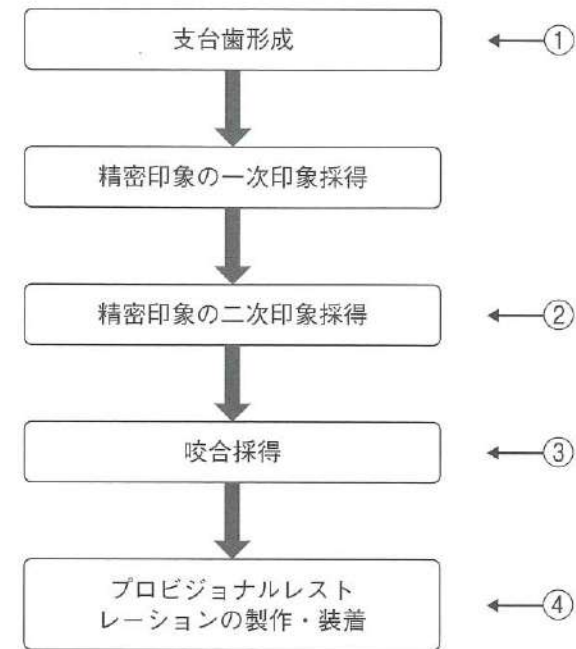 支台歯形成
①
精密印象の一次印象採得
精密印象の二次印象採得
②
咬合採得
③
プロビジョナルレスト
レーションの製作・装着
④